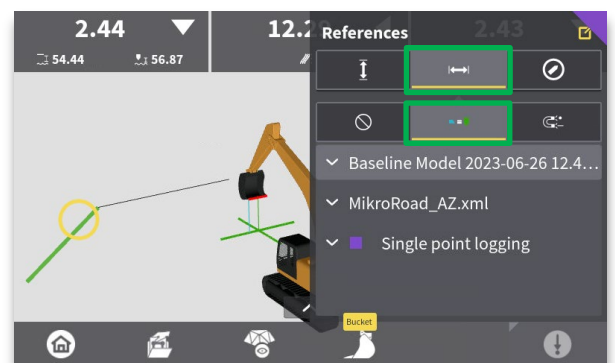 2.44
12.2
2.43
54.44
56.87
References
Baseline Model 2023-06-26 12.4...
MikroRoad_AZ.xml
Single point logging
Bucket